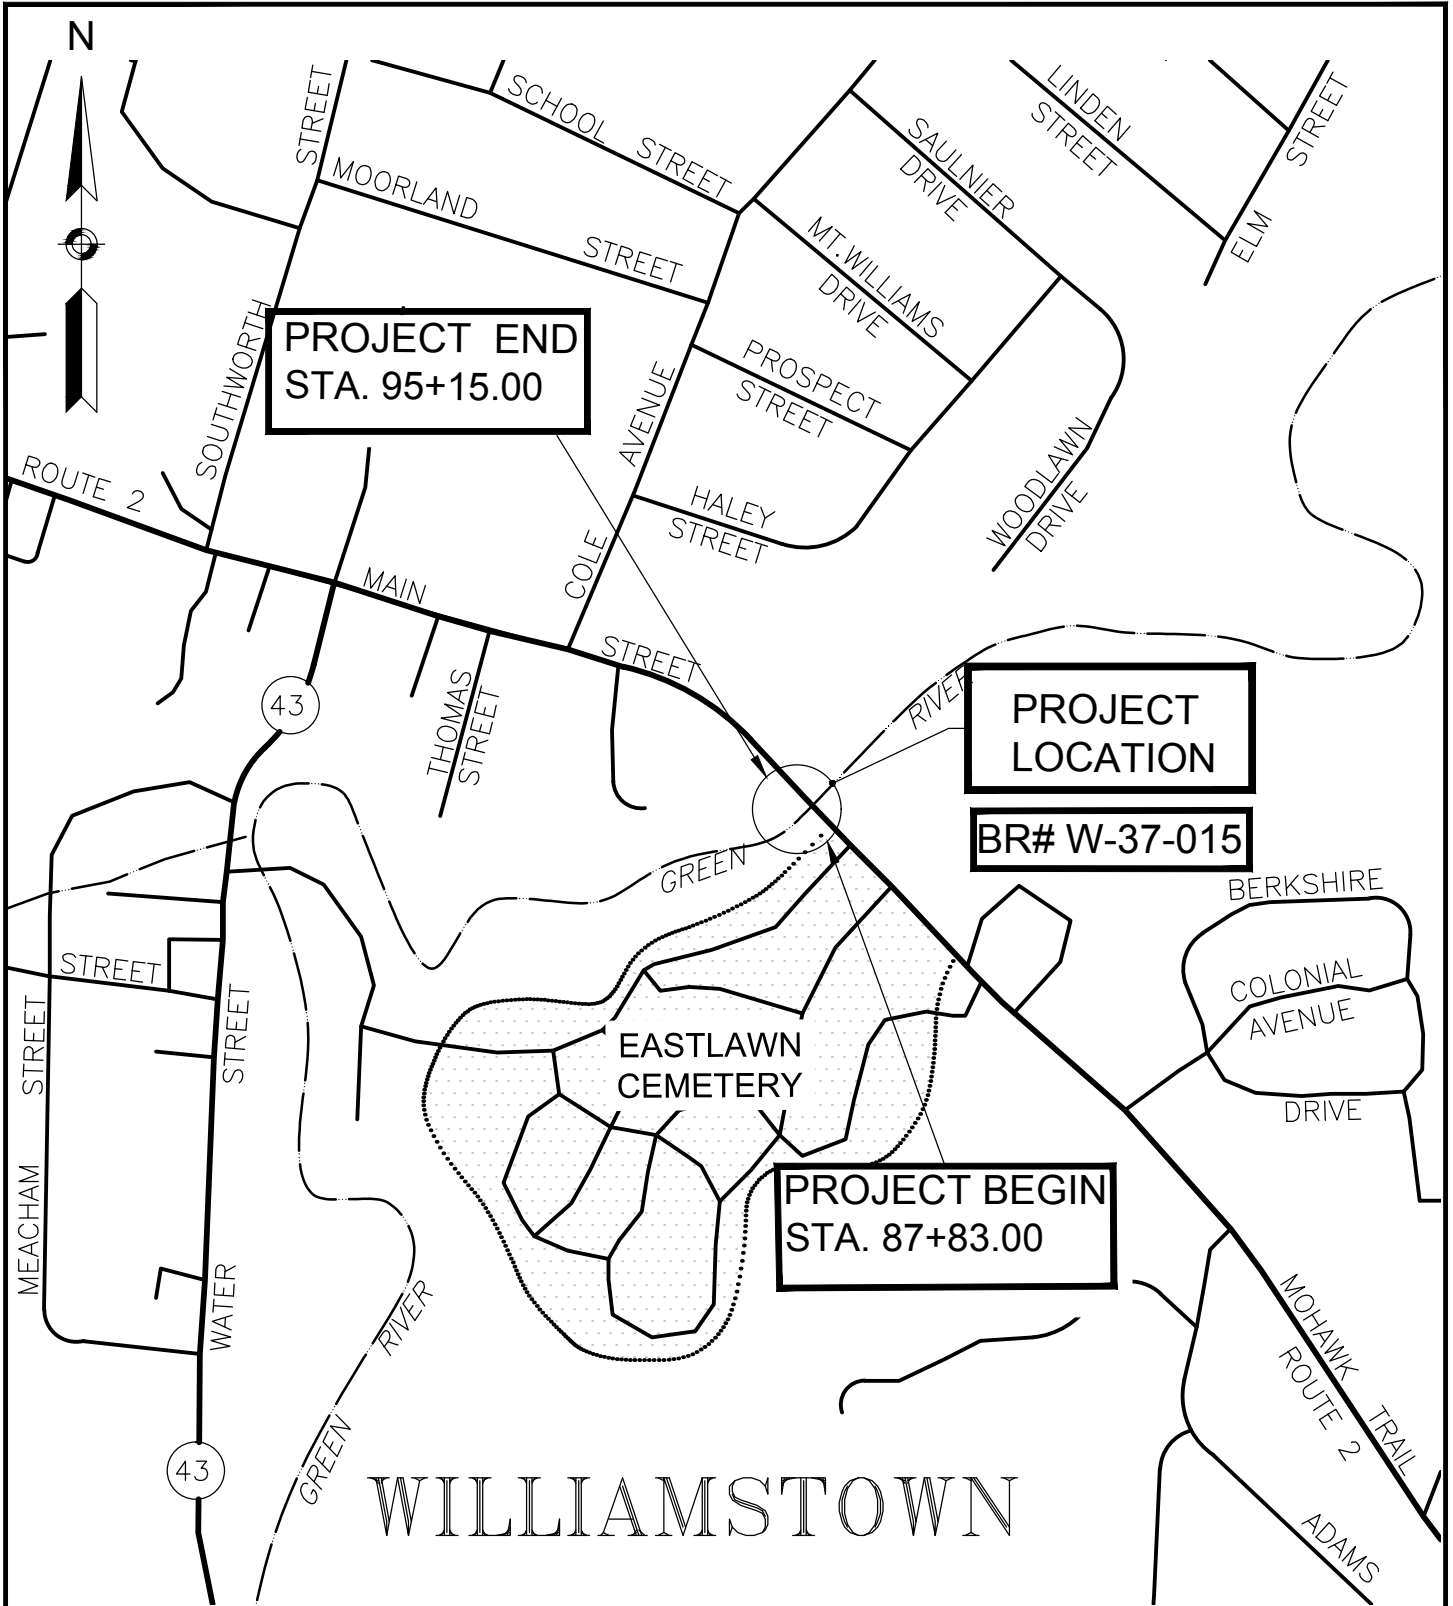 N
SCHOOL STREET
LINDEN
STREET
STREET
ELM
STREET
SOUTHWORTH
MOORLAND
STREET
SAULNIER
DRIVE
MT. WILLIAMS
DRIVE
PROJECT END
STA. 95+15.00
PROSPECT
STREET
AVENUE
COLE
HALEY
STREET
WOODLAWN
DRIVE
ROUTE 2
MAIN
STREET
THOMAS
STREET
43
RIVER
PROJECT
LOCATION
BR# W-37-015
GREEN
BERKSHIRE
COLONIAL
AVENUE
DRIVE
STREET
STREET
MEACHAM
STREET
WATER
EASTLAWN
CEMETERY
PROJECT BEGIN
STA. 87+83.00
RIVER
GREEN
MOHAWK TRAIL
ROUTE 2
43
WILLIAMSTOWN
ADAMS